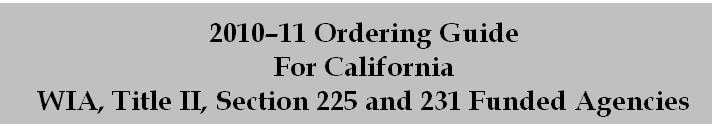 2010–11 Ordering Guide
For California
WIA, Title II, Section 225 and 231 Funded Agencies